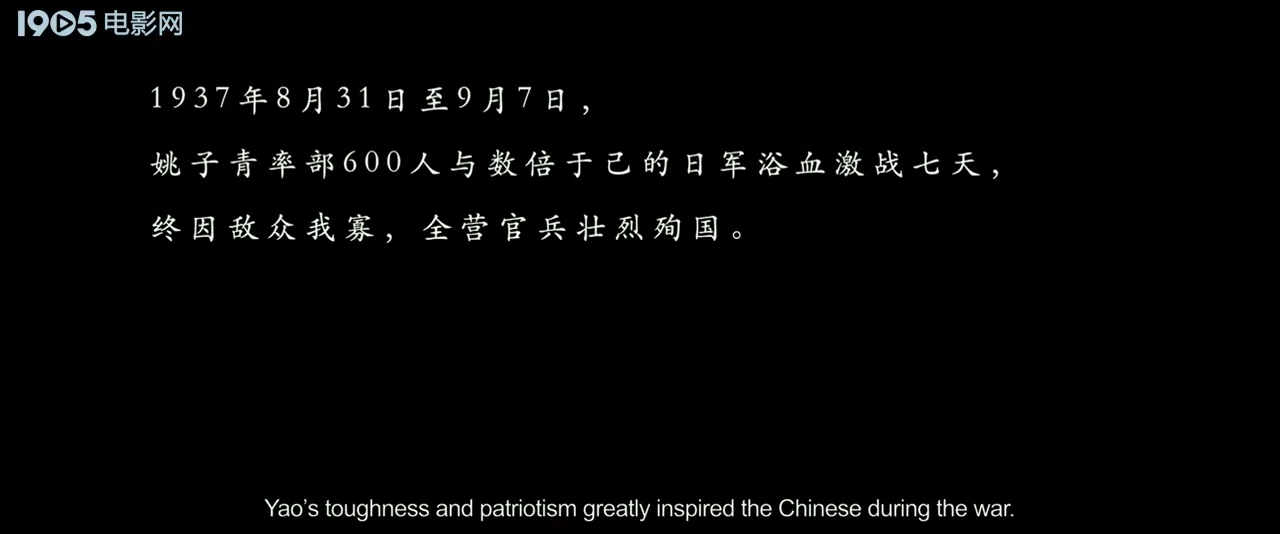 1905电影网
1937年8月31日至9月7日，
姚子青率部600人与数倍于己的日军浴血激战七天，
终因敌众我寡，全营官兵壮烈殉国。
Yao's toughness and patriotism greatly inspired the Chinese during the war.